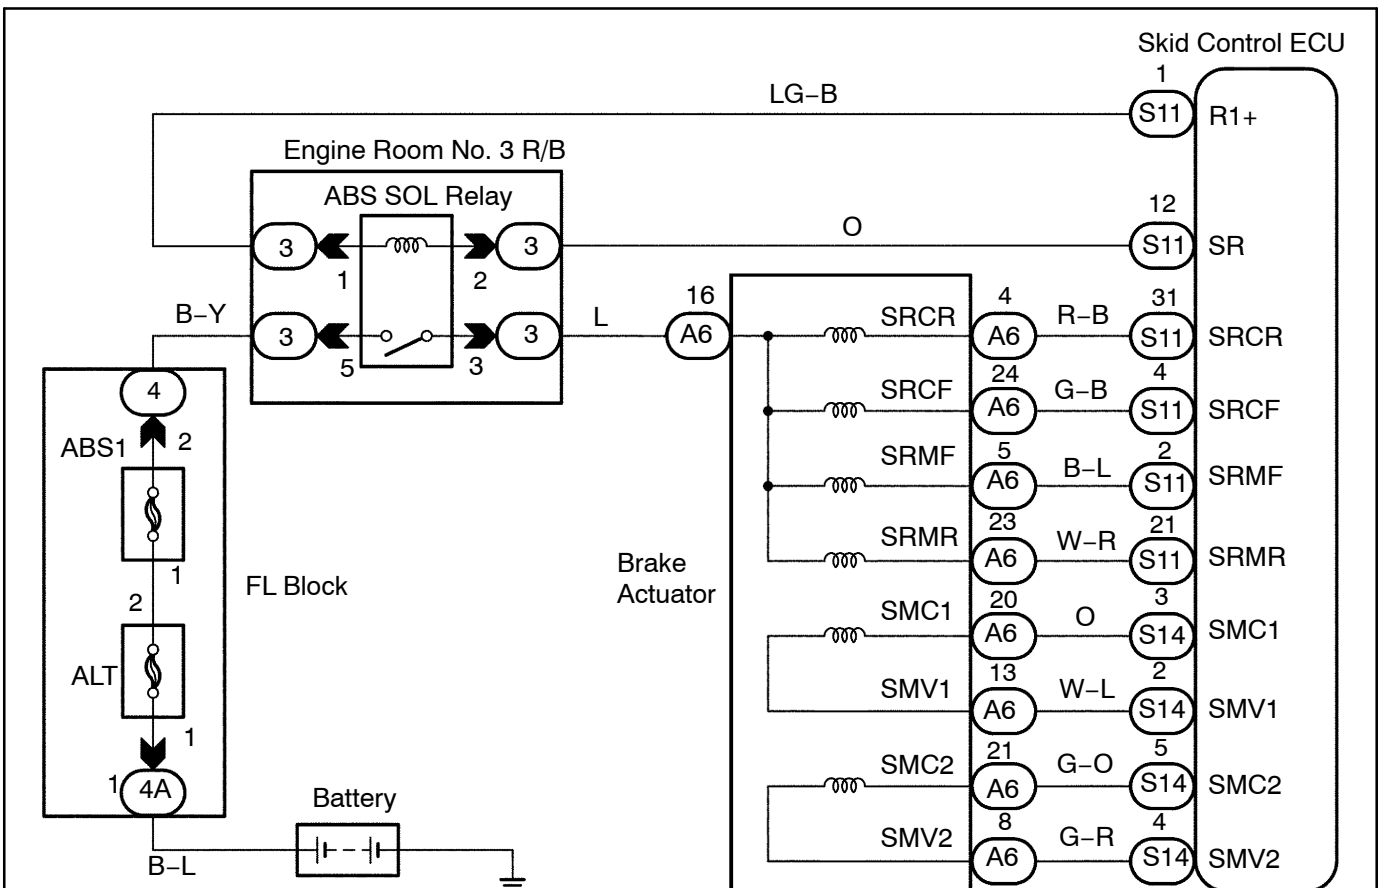 Skid Control ECU
1
LG−B
S11
R1+
Engine Room No. 3 R/B
ABS SOL Relay
12
O
3
3
S11
SR
1
2
16
4
31
B−Y
L
SRCR
R−B
3
3
A6
A6
S11
SRCR
5
3
24
4
4
SRCF
G−B
A6
S11
SRCF
ABS1
2
5
2
SRMF
B−L
A6
S11
SRMF
23
21
SRMR
W−R
Brake
Actuator
A6
S11
SRMR
1
FL Block
2
20
3
SMC1
O
A6
S14
SMC1
ALT
13
2
SMV1
W−L
A6
S14
SMV1
1
21
5
SMC2
G−O
1
4A
A6
S14
SMC2
Battery
8
4
SMV2
G−R
B−L
A6
S14
SMV2